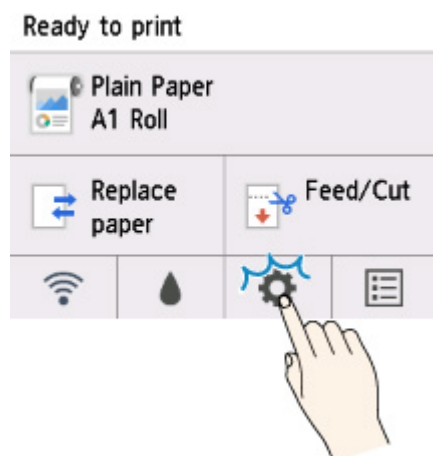 Ready to print
Plain Paper
A1 Roll
Replace
paper
Feed/Cut